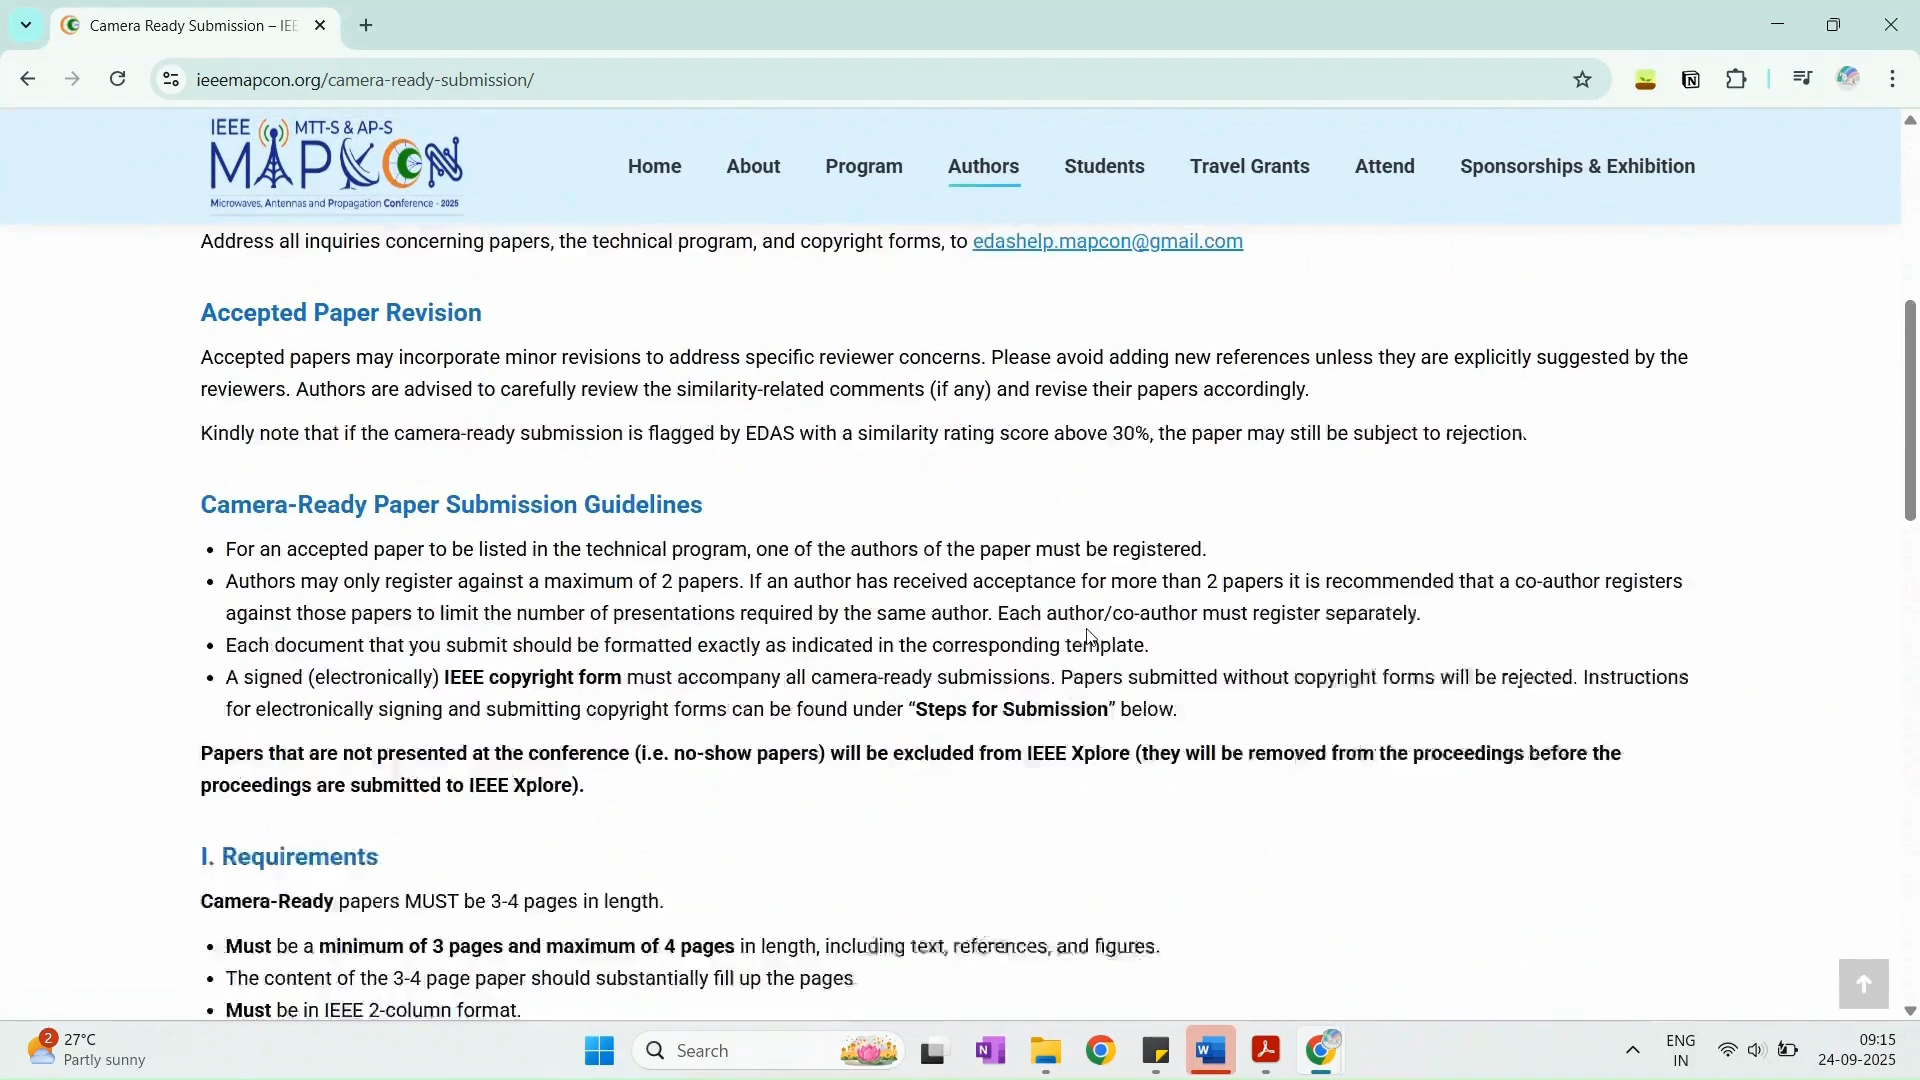 Camera Ready Submission – IEE
ieeemapcon.org/camera-ready-submission/
IEEE MTT-S & AP-S
MAPCON
Microwaves, Antennas and Propagation Conference - 2025
Home About Program Authors Students Travel Grants Attend Sponsorships & Exhibition
Address all inquiries concerning papers, the technical program, and copyright forms, to edashelp.mapcon@gmail.com
Accepted Paper Revision
Accepted papers may incorporate minor revisions to address specific reviewer concerns. Please avoid adding new references unless they are explicitly suggested by the
reviewers. Authors are advised to carefully review the similarity-related comments (if any) and revise their papers accordingly.
Kindly note that if the camera-ready submission is flagged by EDAS with a similarity rating score above 30%, the paper may still be subject to rejection.
Camera-Ready Paper Submission Guidelines
• For an accepted paper to be listed in the technical program, one of the authors of the paper must be registered.
• Authors may only register against a maximum of 2 papers. If an author has received acceptance for more than 2 papers it is recommended that a co-author registers
against those papers to limit the number of presentations required by the same author. Each author/co-author must register separately.
• Each document that you submit should be formatted exactly as indicated in the corresponding template.
• A signed (electronically) IEEE copyright form must accompany all camera-ready submissions. Papers submitted without copyright forms will be rejected. Instructions
for electronically signing and submitting copyright forms can be found under “Steps for Submission” below.
Papers that are not presented at the conference (i.e. no-show papers) will be excluded from IEEE Xplore (they will be removed from the proceedings before the
proceedings are submitted to IEEE Xplore).
I. Requirements
Camera-Ready papers MUST be 3-4 pages in length.
• Must be a minimum of 3 pages and maximum of 4 pages in length, including text, references, and figures.
• The content of the 3-4 page paper should substantially fill up the pages
• Must be in IEEE 2-column format.
2
27°C
Partly sunny
Search
ENG
IN
09:15
24-09-2025